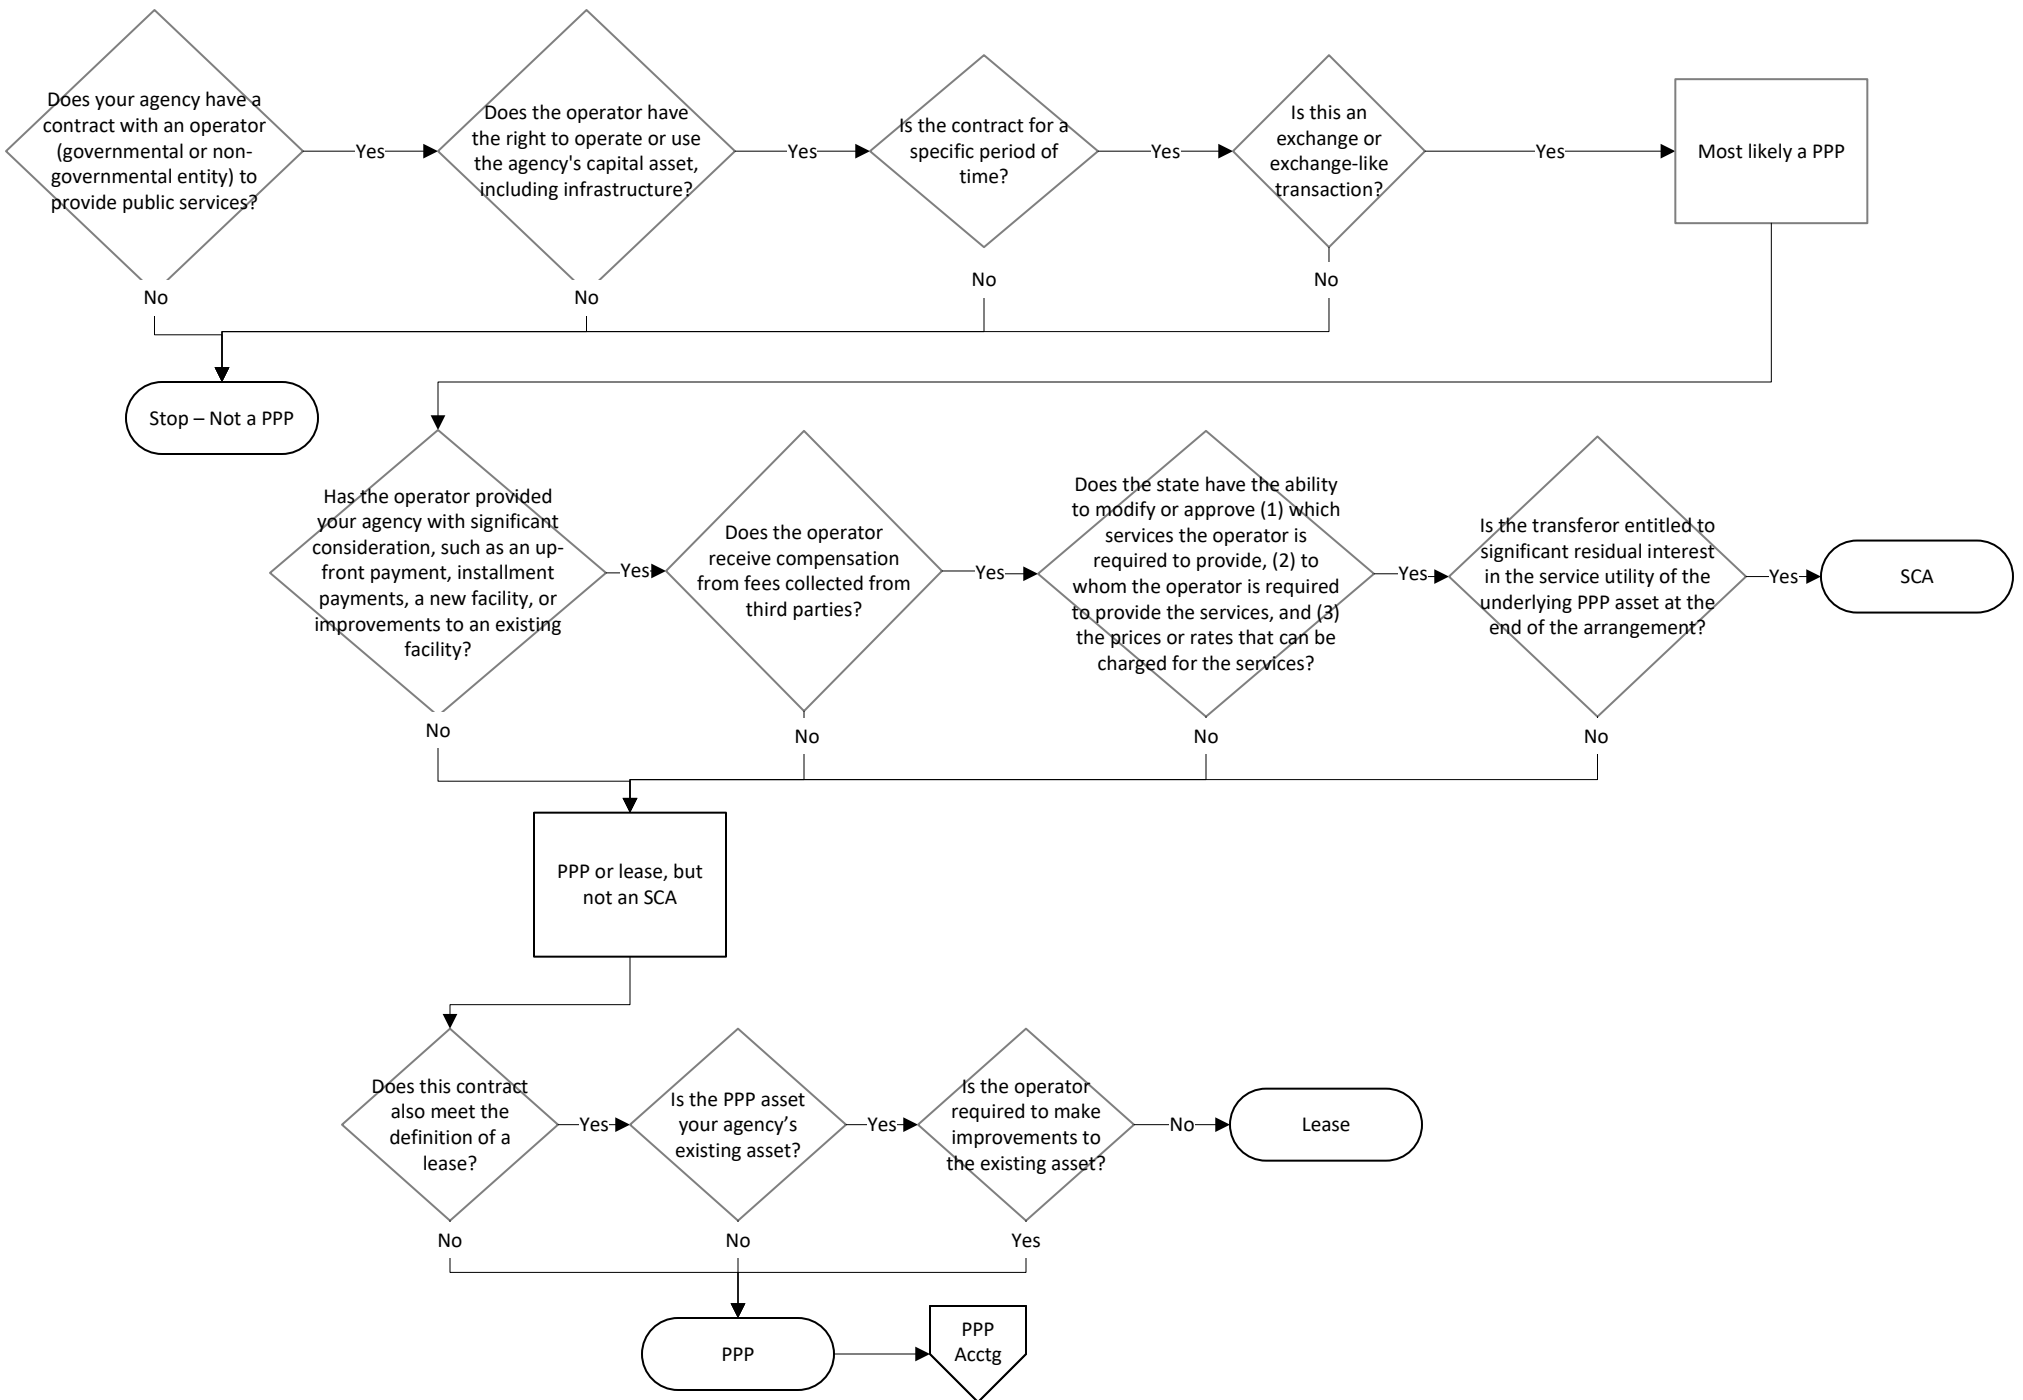 Does your agency have a
contract with an operator
(governmental or non-
governmental entity) to
provide public services?
Yes
Does the operator have
the right to operate or use
the agency's capital asset,
including infrastructure?
Yes
Is the contract for a
specific period of
time?
Yes
Is this an
exchange or
exchange-like
transaction?
Yes
Most likely a PPP
No
No
No
No
Stop – Not a PPP
Has the operator provided
your agency with significant
consideration, such as an up-
front payment, installment
payments, a new facility, or
improvements to an existing
facility?
Yes
Does the operator
receive compensation
from fees collected from
third parties?
Yes
Does the state have the ability
to modify or approve (1) which
services the operator is
required to provide, (2) to
whom the operator is required
to provide the services, and (3)
the prices or rates that can be
charged for the services?
Yes
Is the transferor entitled to
significant residual interest
in the service utility of the
underlying PPP asset at the
end of the arrangement?
Yes
SCA
No
No
No
No
PPP or lease, but
not an SCA
Does this contract
also meet the
definition of a
lease?
Yes
Is the PPP asset
your agency’s
existing asset?
Yes
Is the operator
required to make
improvements to
the existing asset?
No
Lease
No
No
Yes
PPP
PPP
Acctg